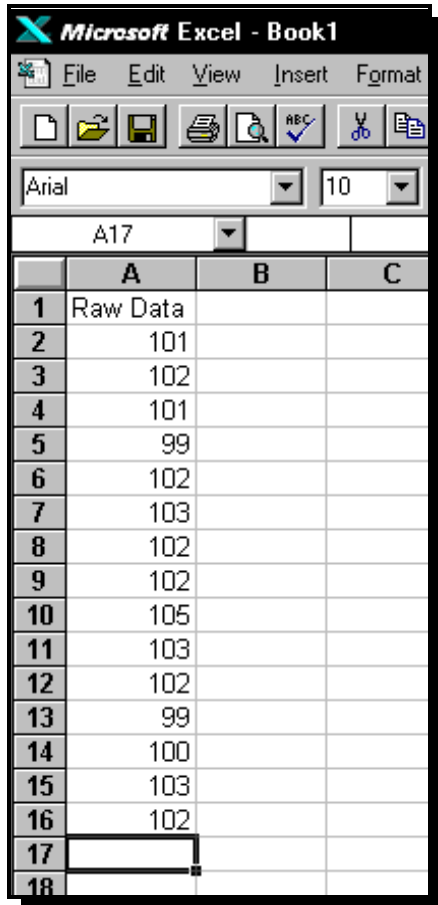 Microsoft Excel - Book1
File Edit View Insert Format
ABC
Arial 10
A17
A B C
1 Raw Data
2 101
3 102
4 101
5 99
6 102
7 103
8 102
9 102
10 105
11 103
12 102
13 99
14 100
15 103
16 102
17
18